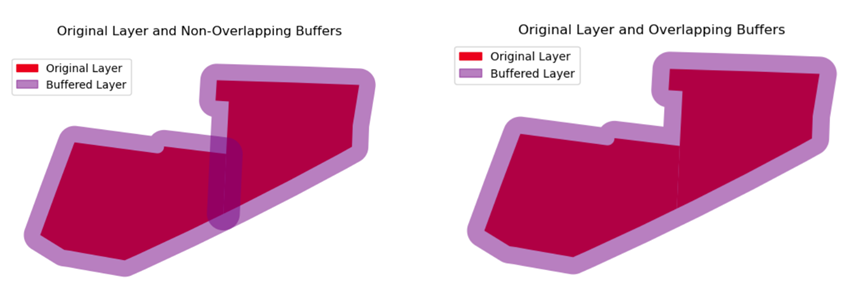 Original Layer and Non-Overlapping Buffers
Original Layer
Buffered Layer
Original Layer and Overlapping Buffers
Original Layer
Buffered Layer